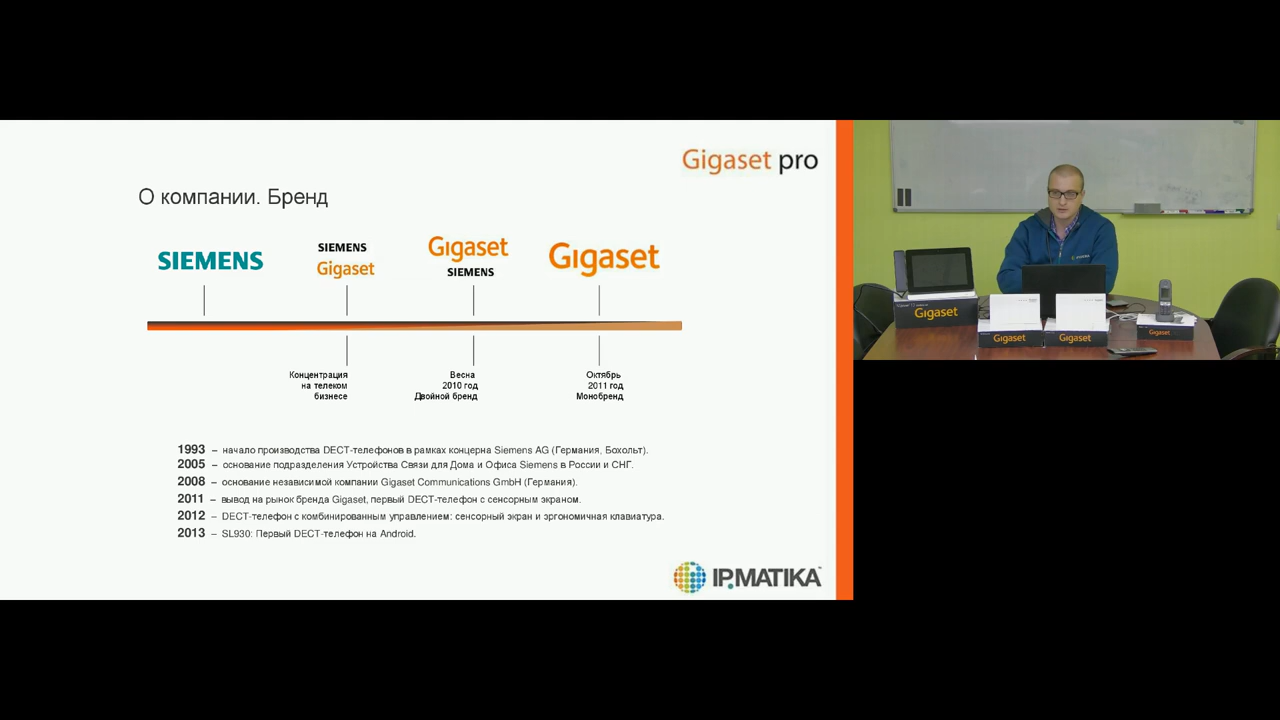 Gigaset pro
О компании. Бренд
SIEMENS
SIEMENS
Gigaset
Gigaset
SIEMENS
Gigaset
Концентрация
на телеком
бизнесе
Весна
2010 год
Двойной бренд
Октябрь
2011 год
Монобренд
1993 – начало производства DECT-телефонов в рамках концерна Siemens AG (Германия, Бохольт).
2005 – основание подразделения Устройства Связи для Дома и Офиса Siemens в России и СНГ.
2008 – основание независимой компании Gigaset Communications GmbH (Германия).
2011 – вывод на рынок бренда Gigaset, первый DECT-телефон с сенсорным экраном.
2012 – DECT-телефон с комбинированным управлением: сенсорный экран и эргономичная клавиатура.
2013 – SL930: Первый DECT-телефон на Android.
IP.MATIKA
Gigaset
Gigaset
Gigaset
Gigaset